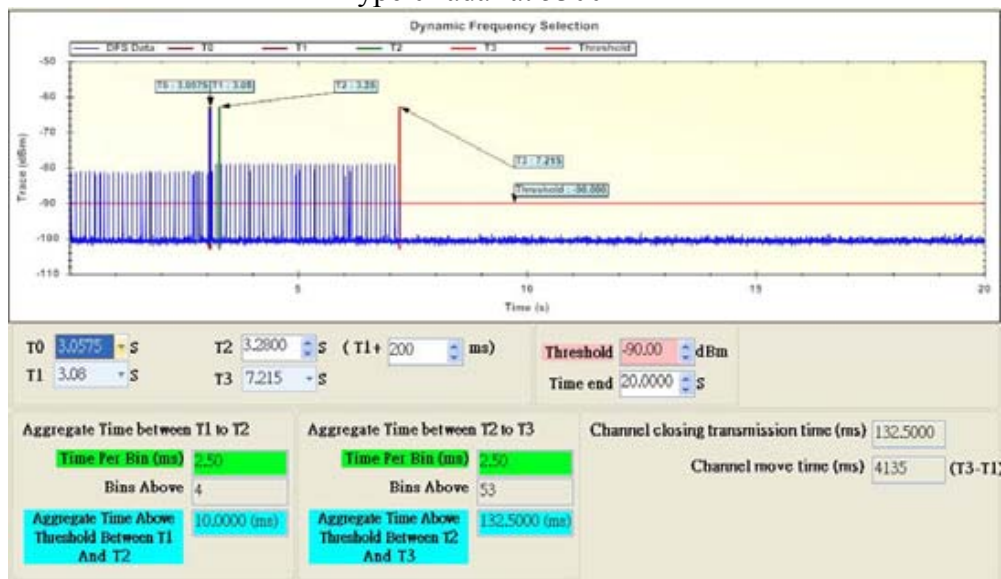 Dynamic Frequency Selection
DFS Data T0 T1 T2 T3 Threshold
-50
-60
-70
-80
-90
-100
-110
Trace (dBm)
T0 : 3.0575 T1 : 3.08
T3 : 7.215
Threshold : -90.000
5
10
15
20
Time (s)
T0 3.0575 S T2 3.2800 S (T1+ 200 ms)
T1 3.08 S T3 7.215 S
Threshold -90.00 dBm
Time end 20.0000 S
Aggregate Time between T1 to T2
Time Per Bin (ms) 2.50
Bins Above 4
Aggregate Time Above Threshold Between T1 And T2 10.0000 (ms)
Aggregate Time between T2 to T3
Time Per Bin (ms) 2.50
Bins Above 53
Aggregate Time Above Threshold Between T2 And T3 132.5000 (ms)
Channel closing transmission time (ms) 132.5000
Channel move time (ms) 4135 (T3-T1)